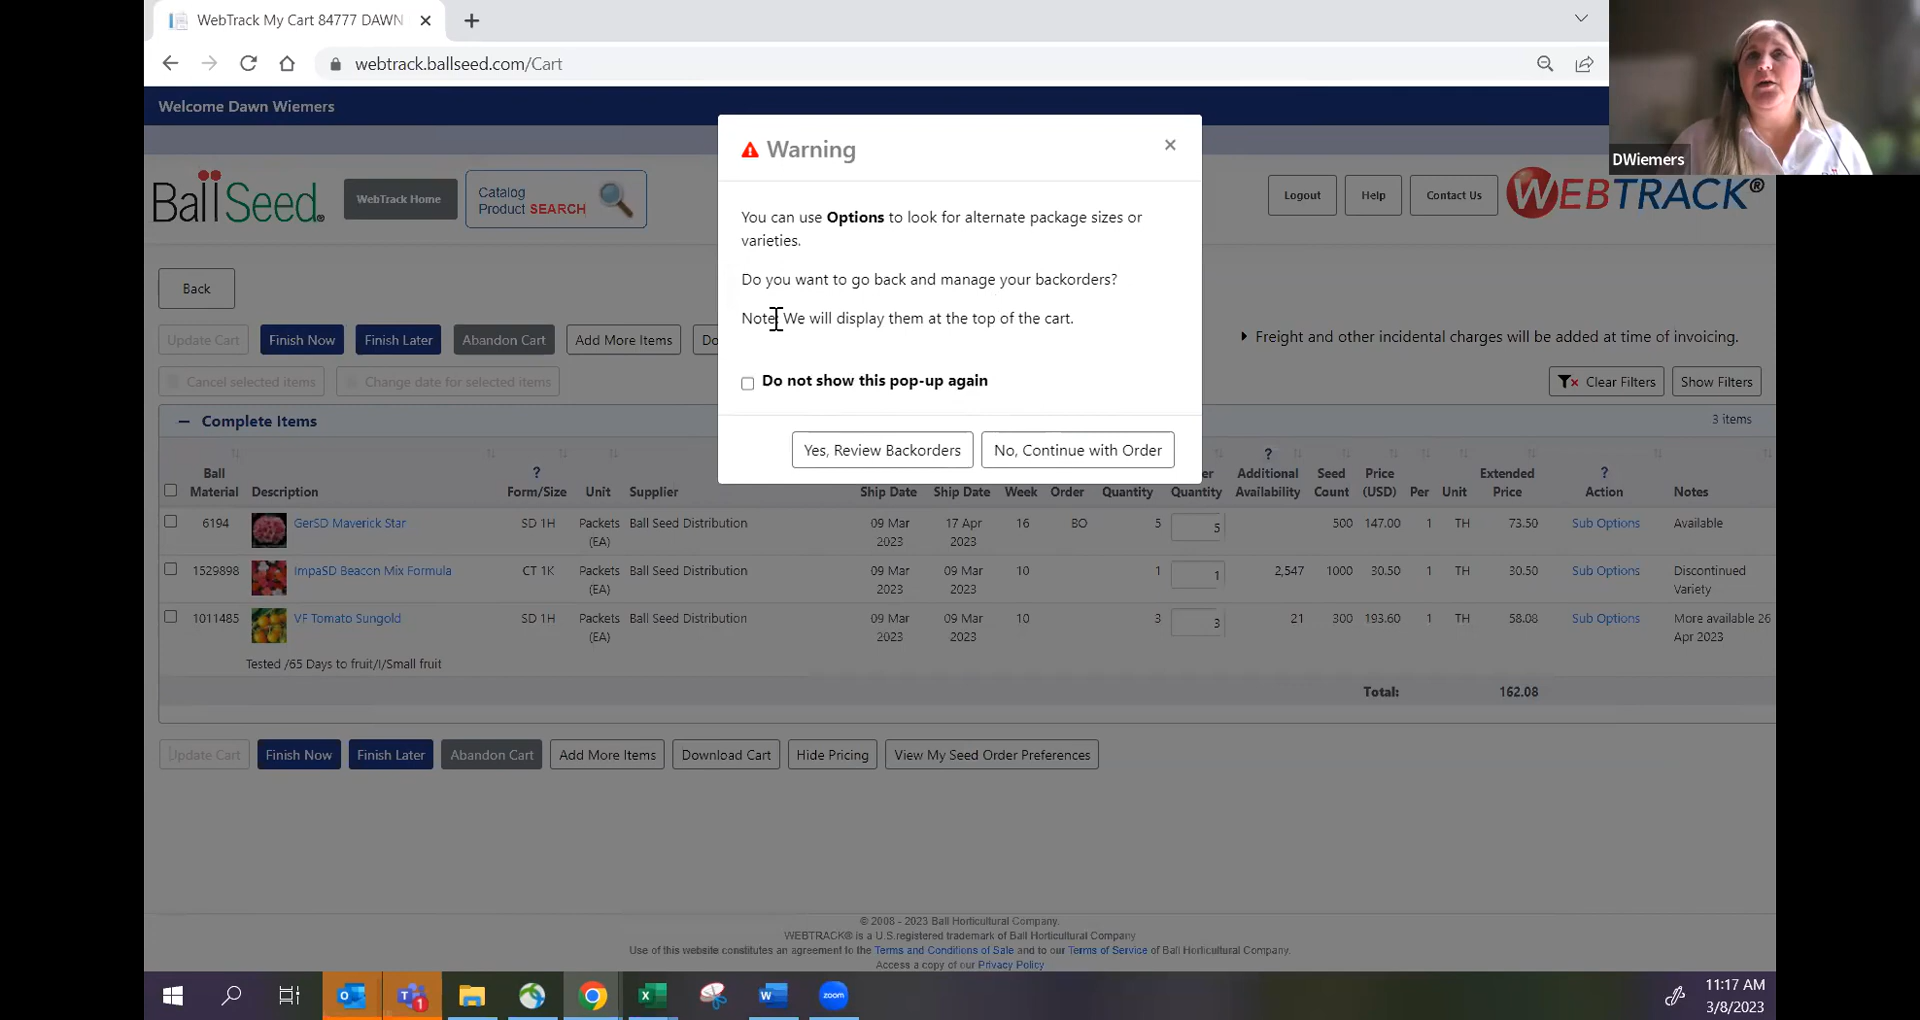 WebTrack My Cart 84777 DAWN
webtrack.ballseed.com/Cart
Welcome Dawn Wiemers
DWiemers
Ball Seed®
WebTrack Home
Catalog
Product SEARCH
Logout
Help
Contact Us
WEBTRACK®
Warning
You can use Options to look for alternate package sizes or
varieties.
Do you want to go back and manage your backorders?
Note: We will display them at the top of the cart.
Do not show this pop-up again
Yes, Review Backorders
No, Continue with Order
Back
Update Cart
Finish Now
Finish Later
Abandon Cart
Add More Items
Do
Freight and other incidental charges will be added at time of invoicing.
Cancel selected items
Change date for selected items
Clear Filters
Show Filters
Complete Items
3 items
Ball Material Description ? Form/Size Unit Supplier Ship Date Ship Date Week Order Quantity er Quantity ? Additional Availability Seed Count Price (USD) Per Unit Extended Price ? Action Notes
6194 GerSD Maverick Star SD 1H Packets (EA) Ball Seed Distribution 09 Mar 2023 17 Apr 2023 16 BO 5 5 500 147.00 1 TH 73.50 Sub Options Available
1529898 ImpaSD Beacon Mix Formula CT 1K Packets (EA) Ball Seed Distribution 09 Mar 2023 09 Mar 2023 10 1 1 2,547 1000 30.50 1 TH 30.50 Sub Options Discontinued Variety
1011485 VF Tomato Sungold SD 1H Packets (EA) Ball Seed Distribution 09 Mar 2023 09 Mar 2023 10 3 3 21 300 193.60 1 TH 58.08 Sub Options More available 26 Apr 2023
Tested /65 Days to fruit/I/Small fruit
Total: 162.08
Update Cart
Finish Now
Finish Later
Abandon Cart
Add More Items
Download Cart
Hide Pricing
View My Seed Order Preferences
© 2008 - 2023 Ball Horticultural Company.
WEBTRACK® is a U.S.registered trademark of Ball Horticultural Company
Use of this website constitutes an agreement to the Terms and Conditions of Sale and to our Terms of Service of Ball Horticultural Company.
Access a copy of our Privacy Policy
zoom
11:17 AM
3/8/2023